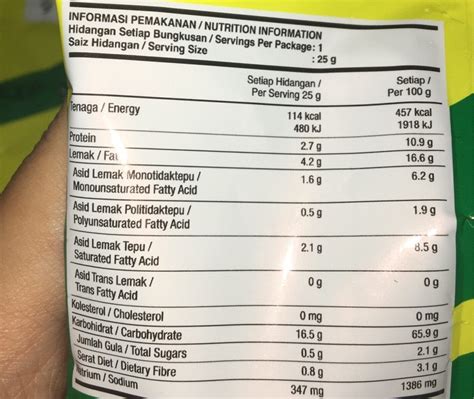 INFORMASI PEMAKANAN / NUTRITION INFORMATION
Hidangan Setiap Bungkusan / Servings Per Package: 1
Saiz Hidangan / Serving Size : 25 g
Setiap Hidangan / Setiap /
Per Serving 25 g Per 100 g
Tenaga / Energy 114 kcal 457 kcal
480 kJ 1918 kJ
Protein 2.7 g 10.9 g
Lemak / Fat 4.2 g 16.6 g
Asid Lemak Monotidaktepu / 1.6 g 6.2 g
Monounsaturated Fatty Acid
Asid Lemak Politidaktepu / 0.5 g 1.9 g
Polyunsaturated Fatty Acid
Asid Lemak Tepu / 2.1 g 8.5 g
Saturated Fatty Acid
Asid Trans Lemak / 0 g 0 g
Trans Fatty Acid
Kolesterol / Cholesterol 0 mg 0 mg
Karbohidrat / Carbohydrate 16.5 g 65.9 g
Jumlah Gula / Total Sugars 0.5 g 2.1 g
Serat Diet / Dietary Fibre 0.8 g 3.1 g
Natrium / Sodium 347 mg 1386 mg